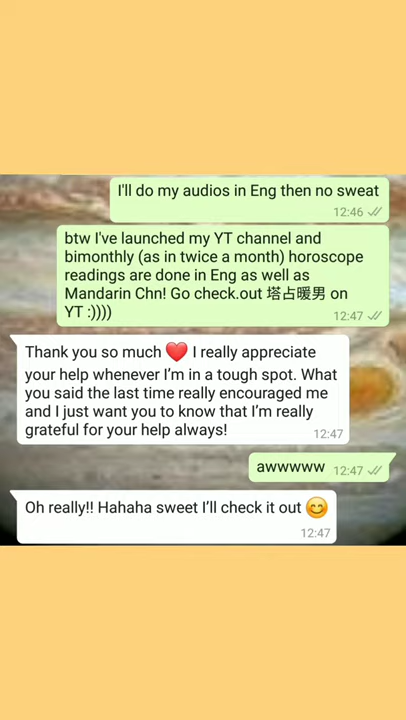 I'll do my audios in Eng then no sweat
12:46
btw I've launched my YT channel and
bimonthly (as in twice a month) horoscope
readings are done in Eng as well as
Mandarin Chn! Go check.out 塔占暖男 on
YT :))))
12:47
Thank you so much ❤️ I really appreciate
your help whenever I’m in a tough spot. What
you said the last time really encouraged me
and I just want you to know that I’m really
grateful for your help always!
12:47
awwwww 12:47
Oh really!! Hahaha sweet I’ll check it out 😊
12:47